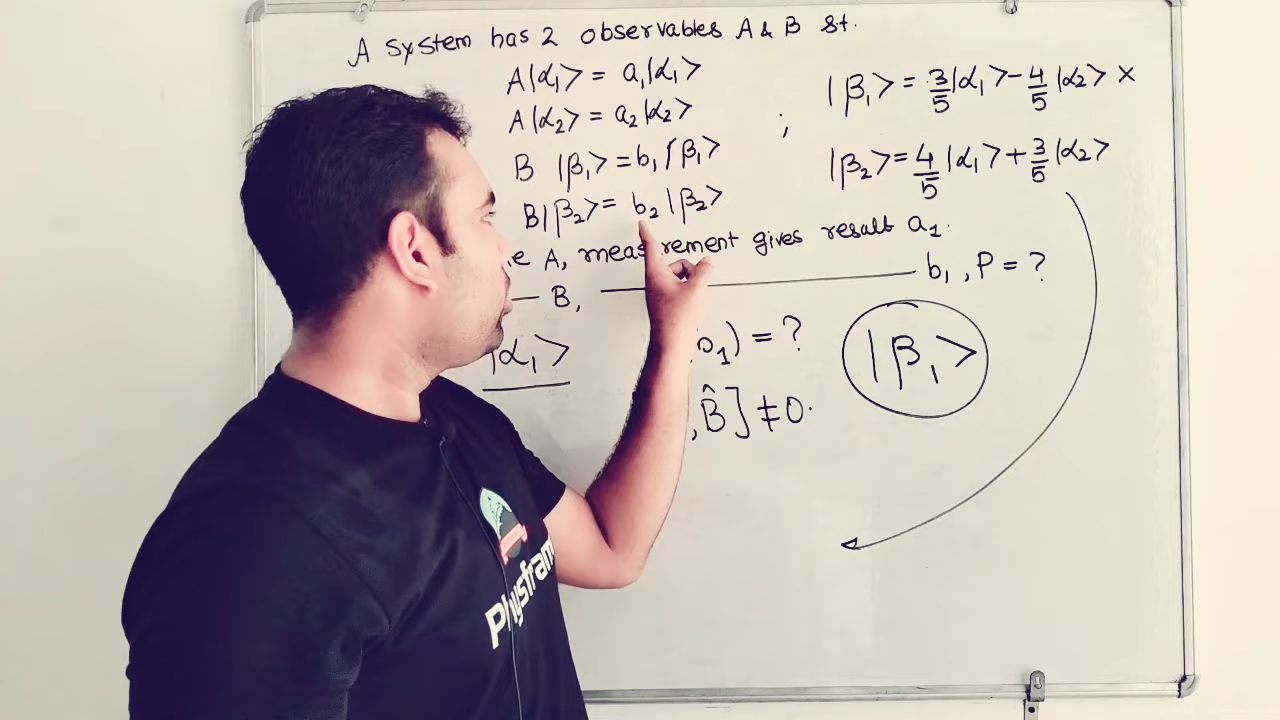 A system has 2 observables A & B st.
A|α₁> = a₁|α₁>
A|α₂> = a₂|α₂>
B |β₁> = b₁|β₁>
B|β₂> = b₂|β₂>
;
|β₁> = 3/5|α₁> - 4/5|α₂> ×
|β₂> = 4/5|α₁> + 3/5|α₂>
A, measurement gives result a₁.
— B, ——— b₁, P = ?
|α₁>
b₁) = ?
|β₁>
, B̂] ≠ 0.
Physfram